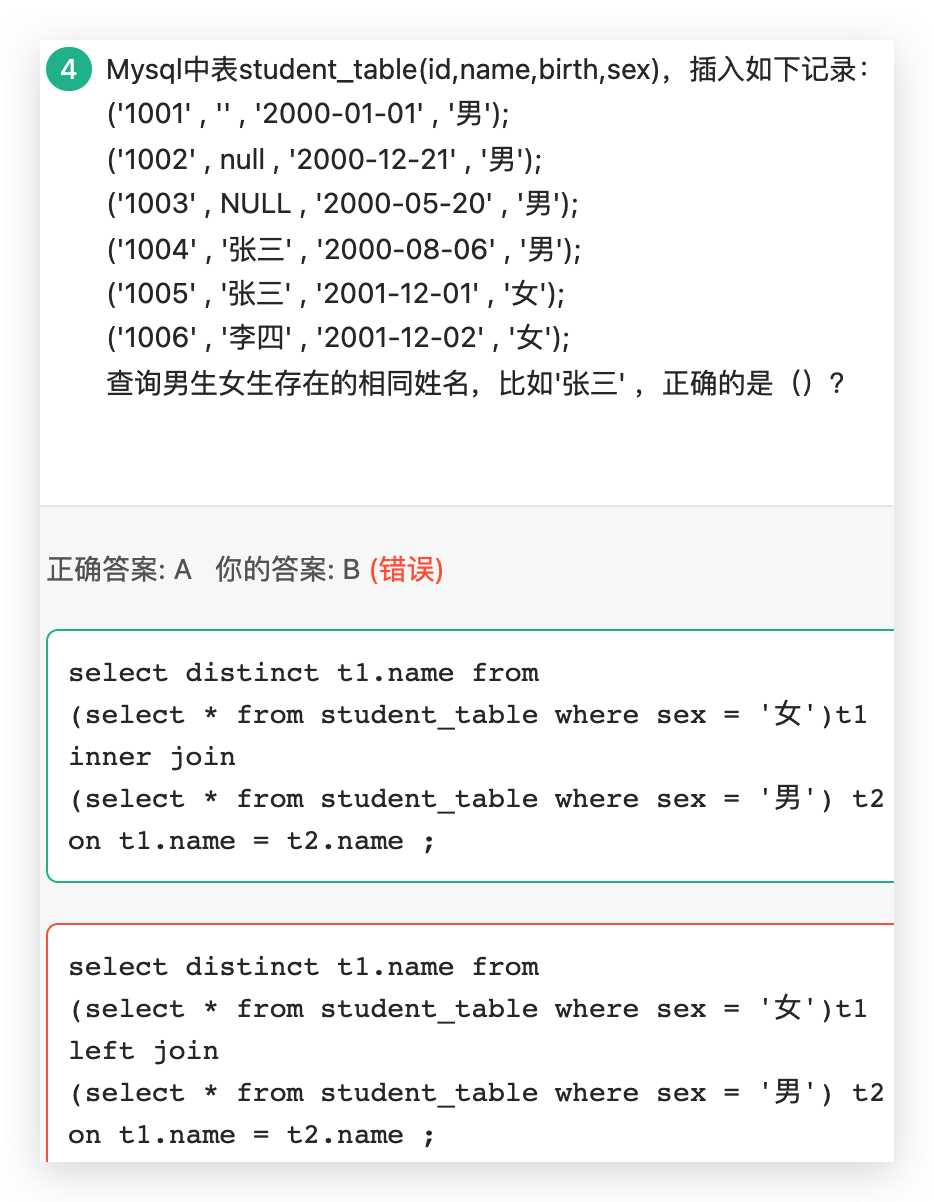 4 Mysql中表student_table(id,name,birth,sex)，插入如下记录：
('1001' , '' , '2000-01-01' , '男');
('1002' , null , '2000-12-21' , '男');
('1003' , NULL , '2000-05-20' , '男');
('1004' , '张三' , '2000-08-06' , '男');
('1005' , '张三' , '2001-12-01' , '女');
('1006' , '李四' , '2001-12-02' , '女');
查询男生女生存在的相同姓名，比如'张三' ，正确的是（）?
正确答案: A 你的答案: B (错误)
select distinct t1.name from
(select * from student_table where sex = '女')t1
inner join
(select * from student_table where sex = '男') t2
on t1.name = t2.name ;
select distinct t1.name from
(select * from student_table where sex = '女')t1
left join
(select * from student_table where sex = '男') t2
on t1.name = t2.name ;